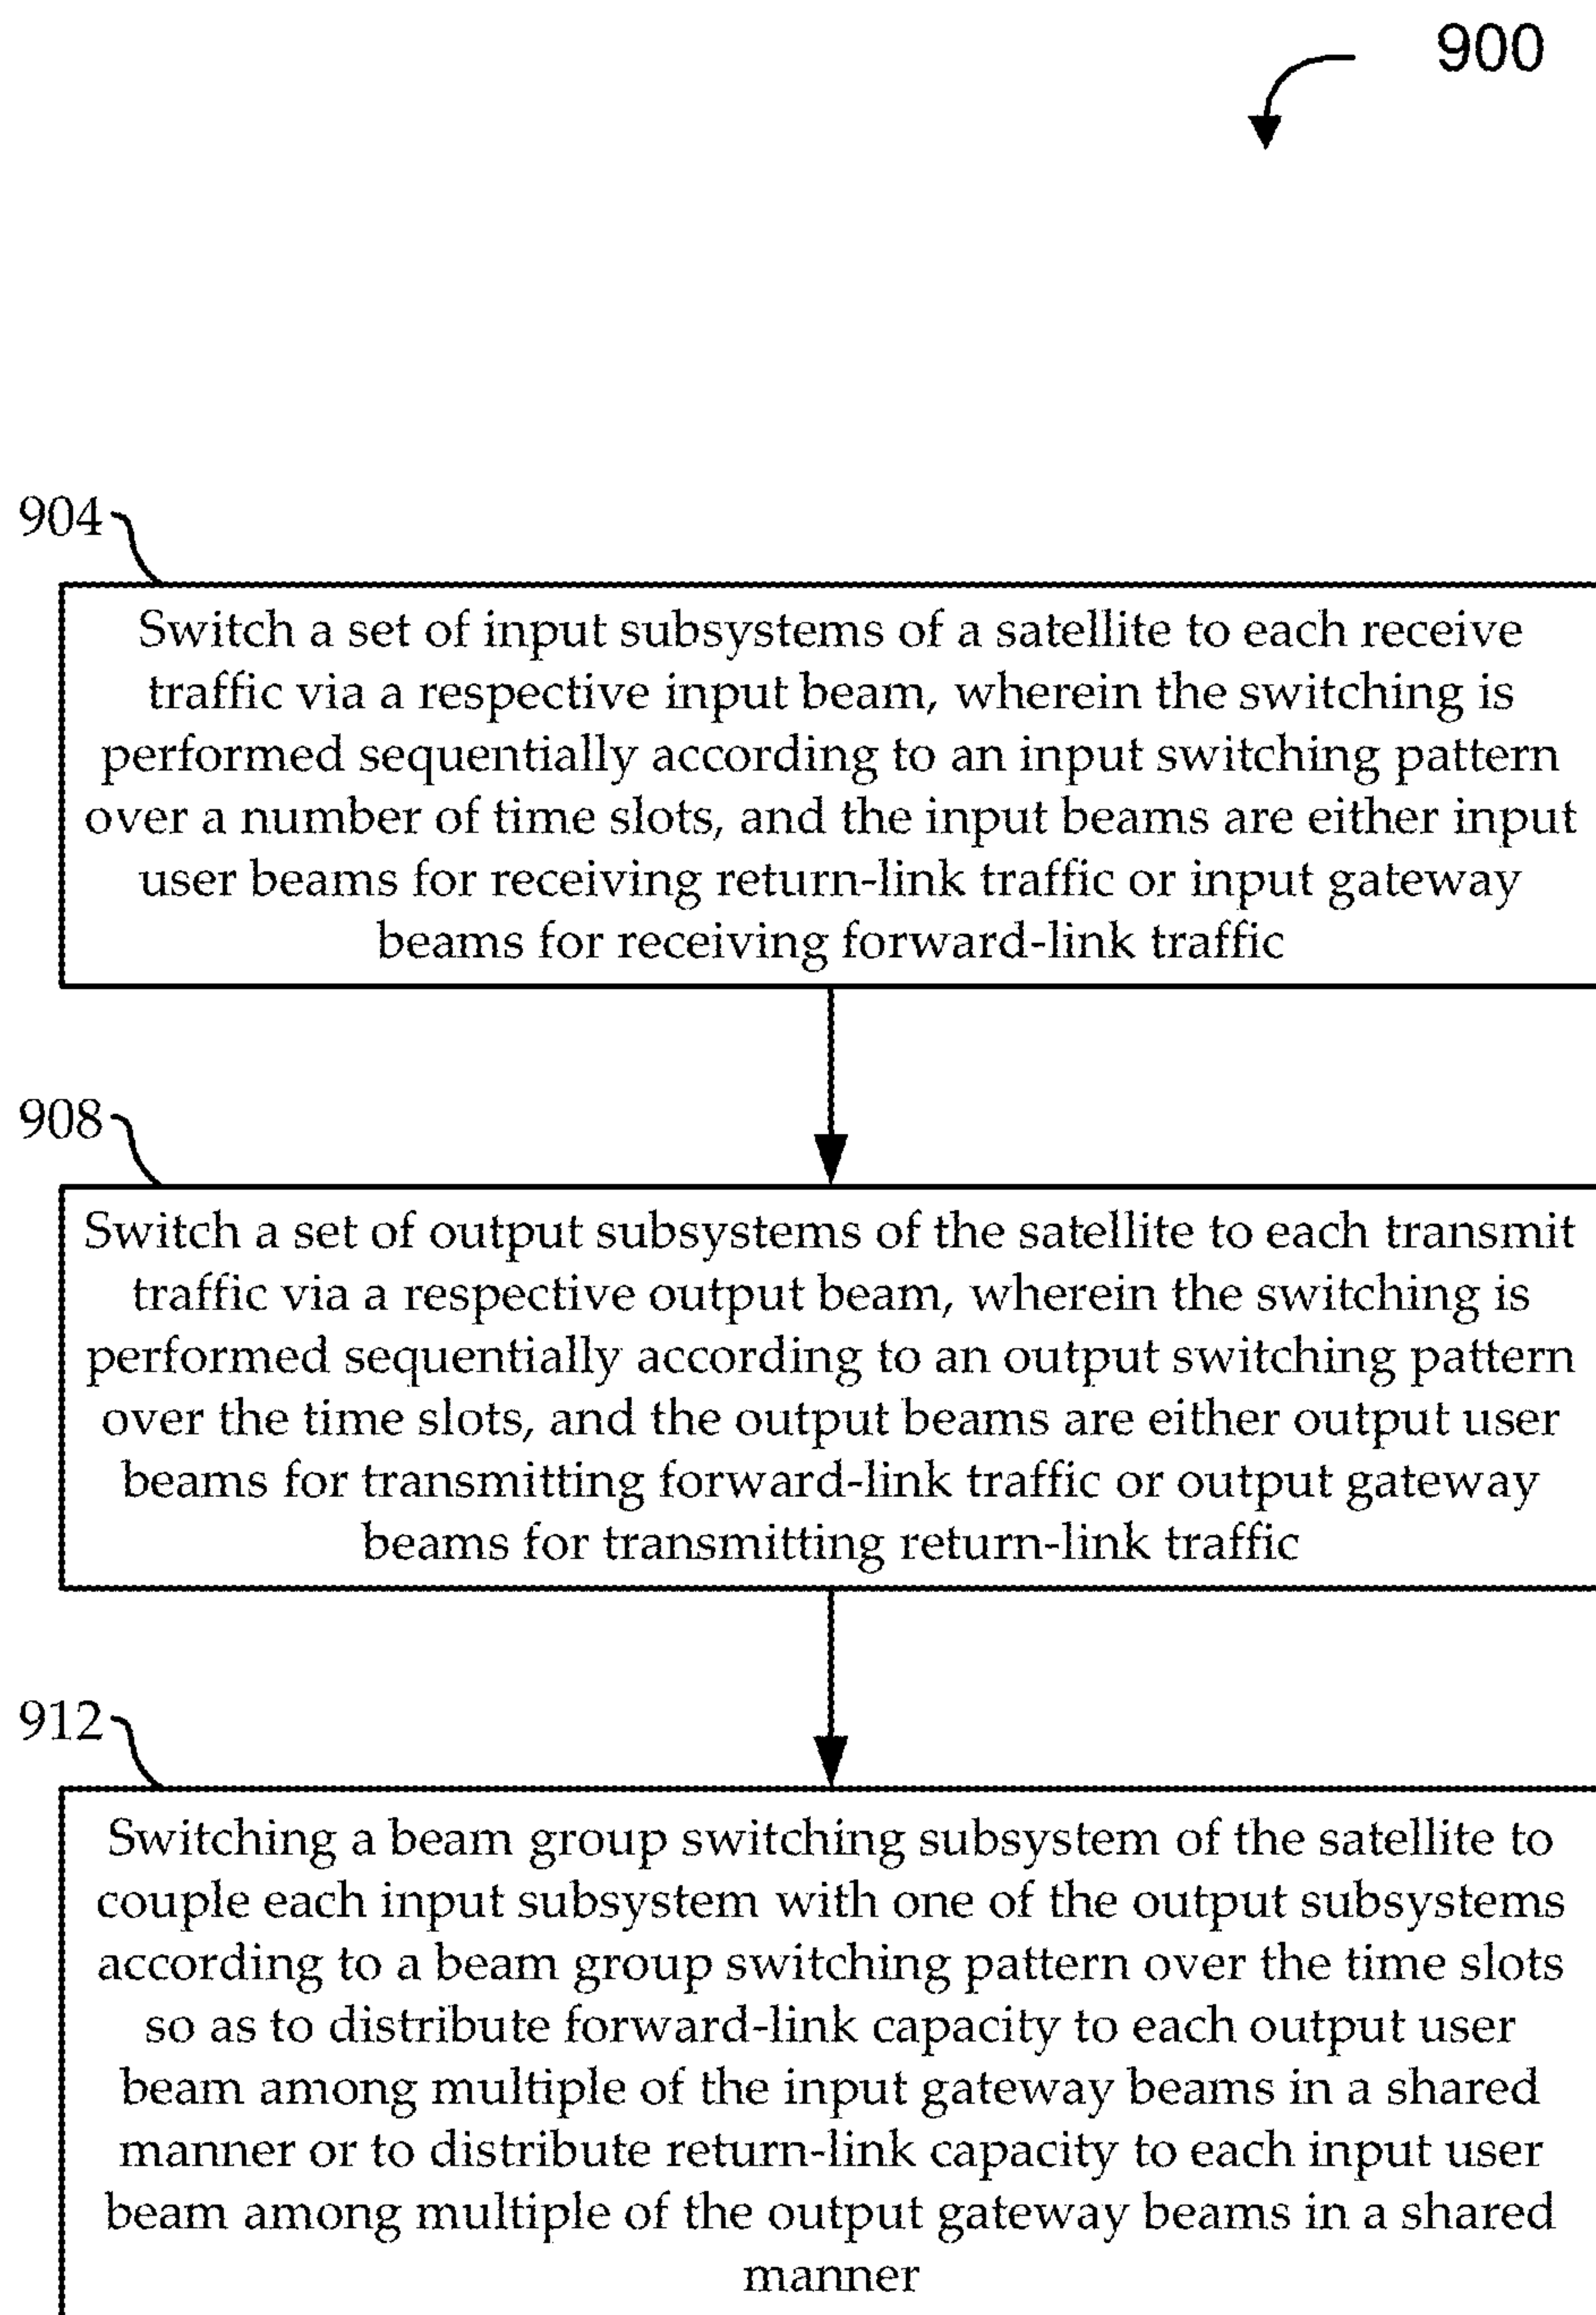 900
904
Switch a set of input subsystems of a satellite to each receive
traffic via a respective input beam, wherein the switching is
performed sequentially according to an input switching pattern
over a number of time slots, and the input beams are either input
user beams for receiving return-link traffic or input gateway
beams for receiving forward-link traffic
908
Switch a set of output subsystems of the satellite to each transmit
traffic via a respective output beam, wherein the switching is
performed sequentially according to an output switching pattern
over the time slots, and the output beams are either output user
beams for transmitting forward-link traffic or output gateway
beams for transmitting return-link traffic
912
Switching a beam group switching subsystem of the satellite to
couple each input subsystem with one of the output subsystems
according to a beam group switching pattern over the time slots
so as to distribute forward-link capacity to each output user
beam among multiple of the input gateway beams in a shared
manner or to distribute return-link capacity to each input user
beam among multiple of the output gateway beams in a shared
manner